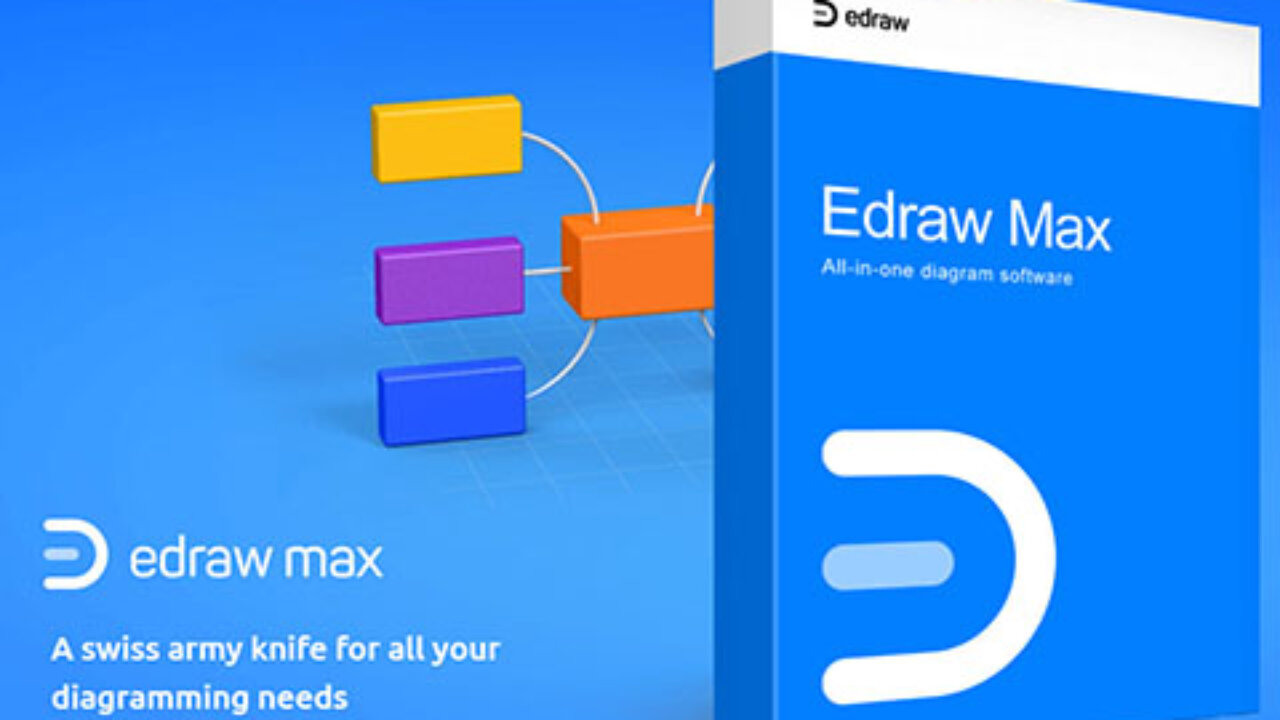 edraw
Edraw Max
All-in-one diagram software
edraw max
A swiss army knife for all your
diagramming needs